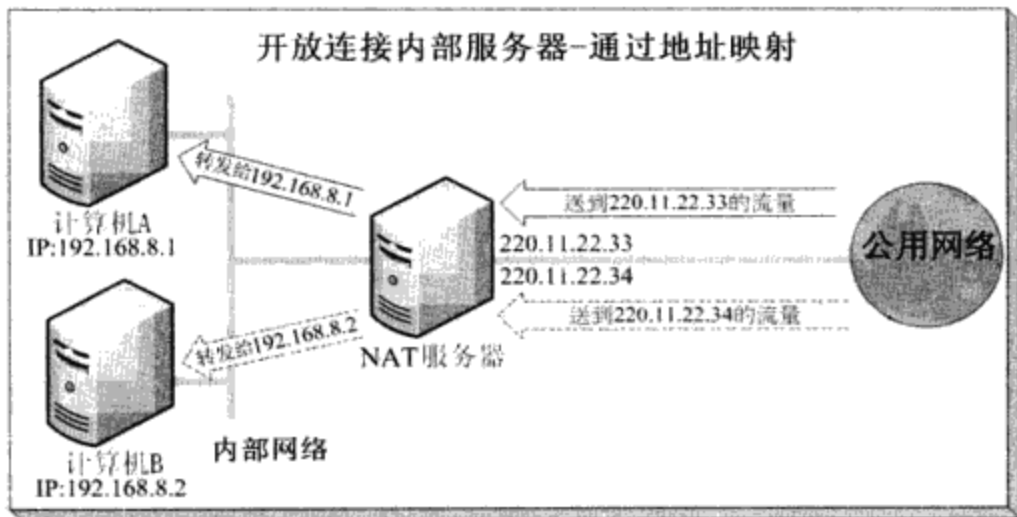 开放连接内部服务器-通过地址映射
转发给192.168.8.1
送到220.11.22.33的流量
计算机A
IP:192.168.8.1
220.11.22.33
公用网络
220.11.22.34
送到220.11.22.34的流量
转发给192.168.8.2
NAT服务器
内部网络
计算机B
IP:192.168.8.2